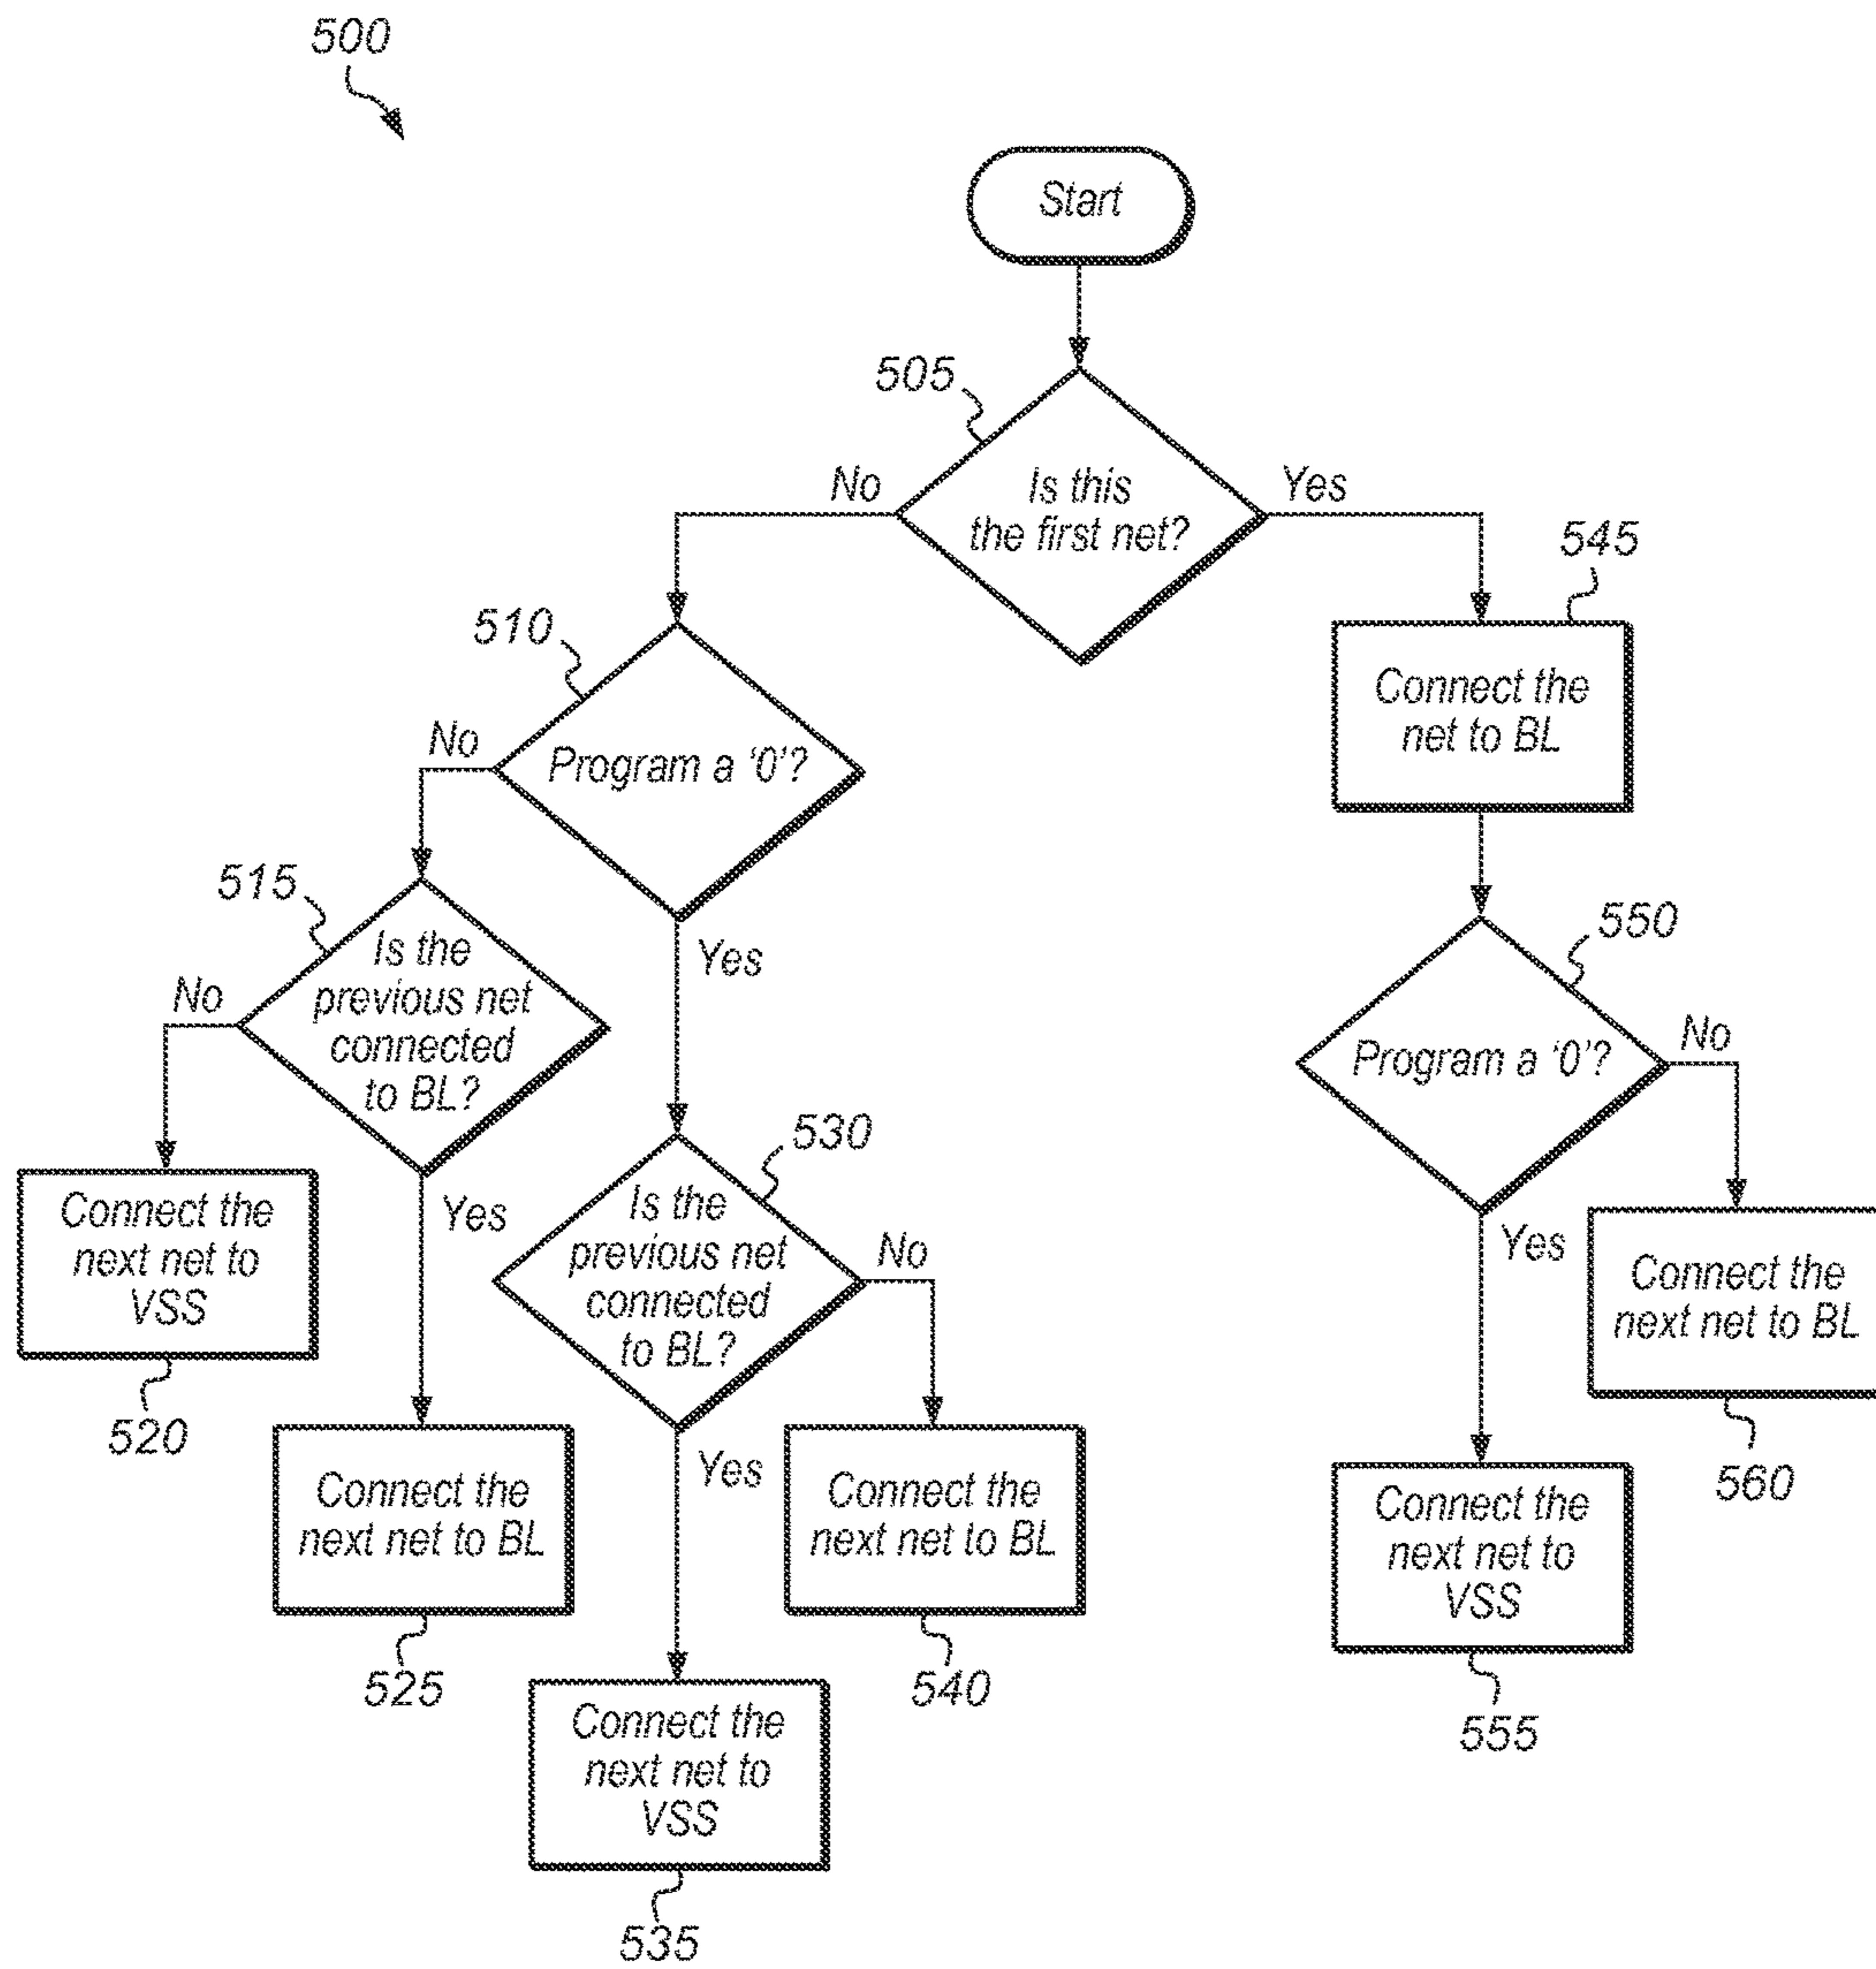 500
Start
505
No
Is this
the first net?
Yes
545
Connect the
net to BL
510
No
Program a ‘0’?
Yes
515
No
Is the
previous net
connected
to BL?
Yes
550
Program a ‘0’?
No
Yes
530
Is the
previous net
connected
to BL?
No
Yes
Connect the
next net to
VSS
520
Connect the
next net to BL
525
Connect the
next net to BL
540
Connect the
next net to
VSS
535
Connect the
next net to BL
560
Connect the
next net to
VSS
555